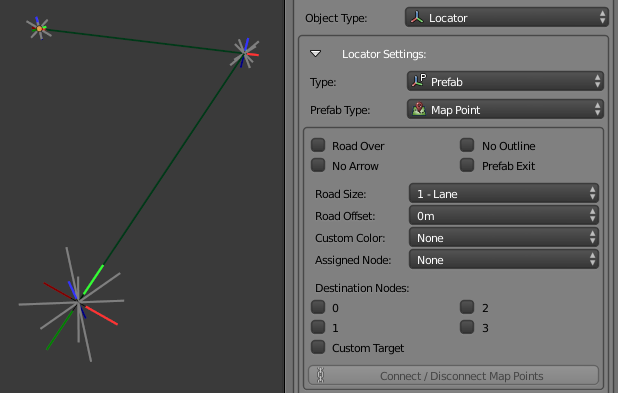 Object Type: Locator
Locator Settings:
Type: P Prefab
Prefab Type: Map Point
Road Over No Outline
No Arrow Prefab Exit
Road Size: 1 - Lane
Road Offset: 0m
Custom Color: None
Assigned Node: None
Destination Nodes:
0 2
1 3
Custom Target
Connect / Disconnect Map Points